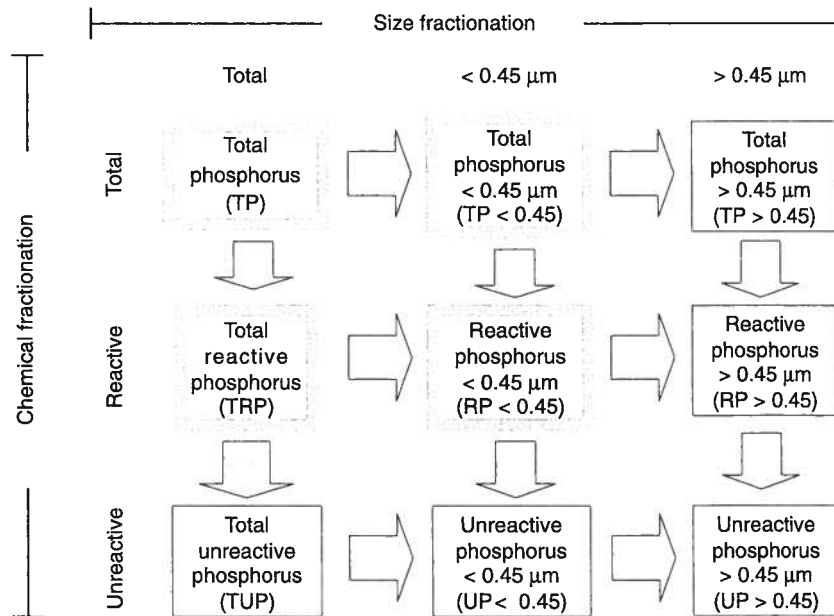 Size fractionation
Total
< 0.45 µm
> 0.45 µm
Chemical fractionation
Total
Total
phosphorus
(TP)
Total
phosphorus
< 0.45 µm
(TP < 0.45)
Total
phosphorus
> 0.45 µm
(TP > 0.45)
Reactive
Total
reactive
phosphorus
(TRP)
Reactive
phosphorus
< 0.45 µm
(RP < 0.45)
Reactive
phosphorus
> 0.45 µm
(RP > 0.45)
Unreactive
Total
unreactive
phosphorus
(TUP)
Unreactive
phosphorus
< 0.45 µm
(UP < 0.45)
Unreactive
phosphorus
> 0.45 µm
(UP > 0.45)